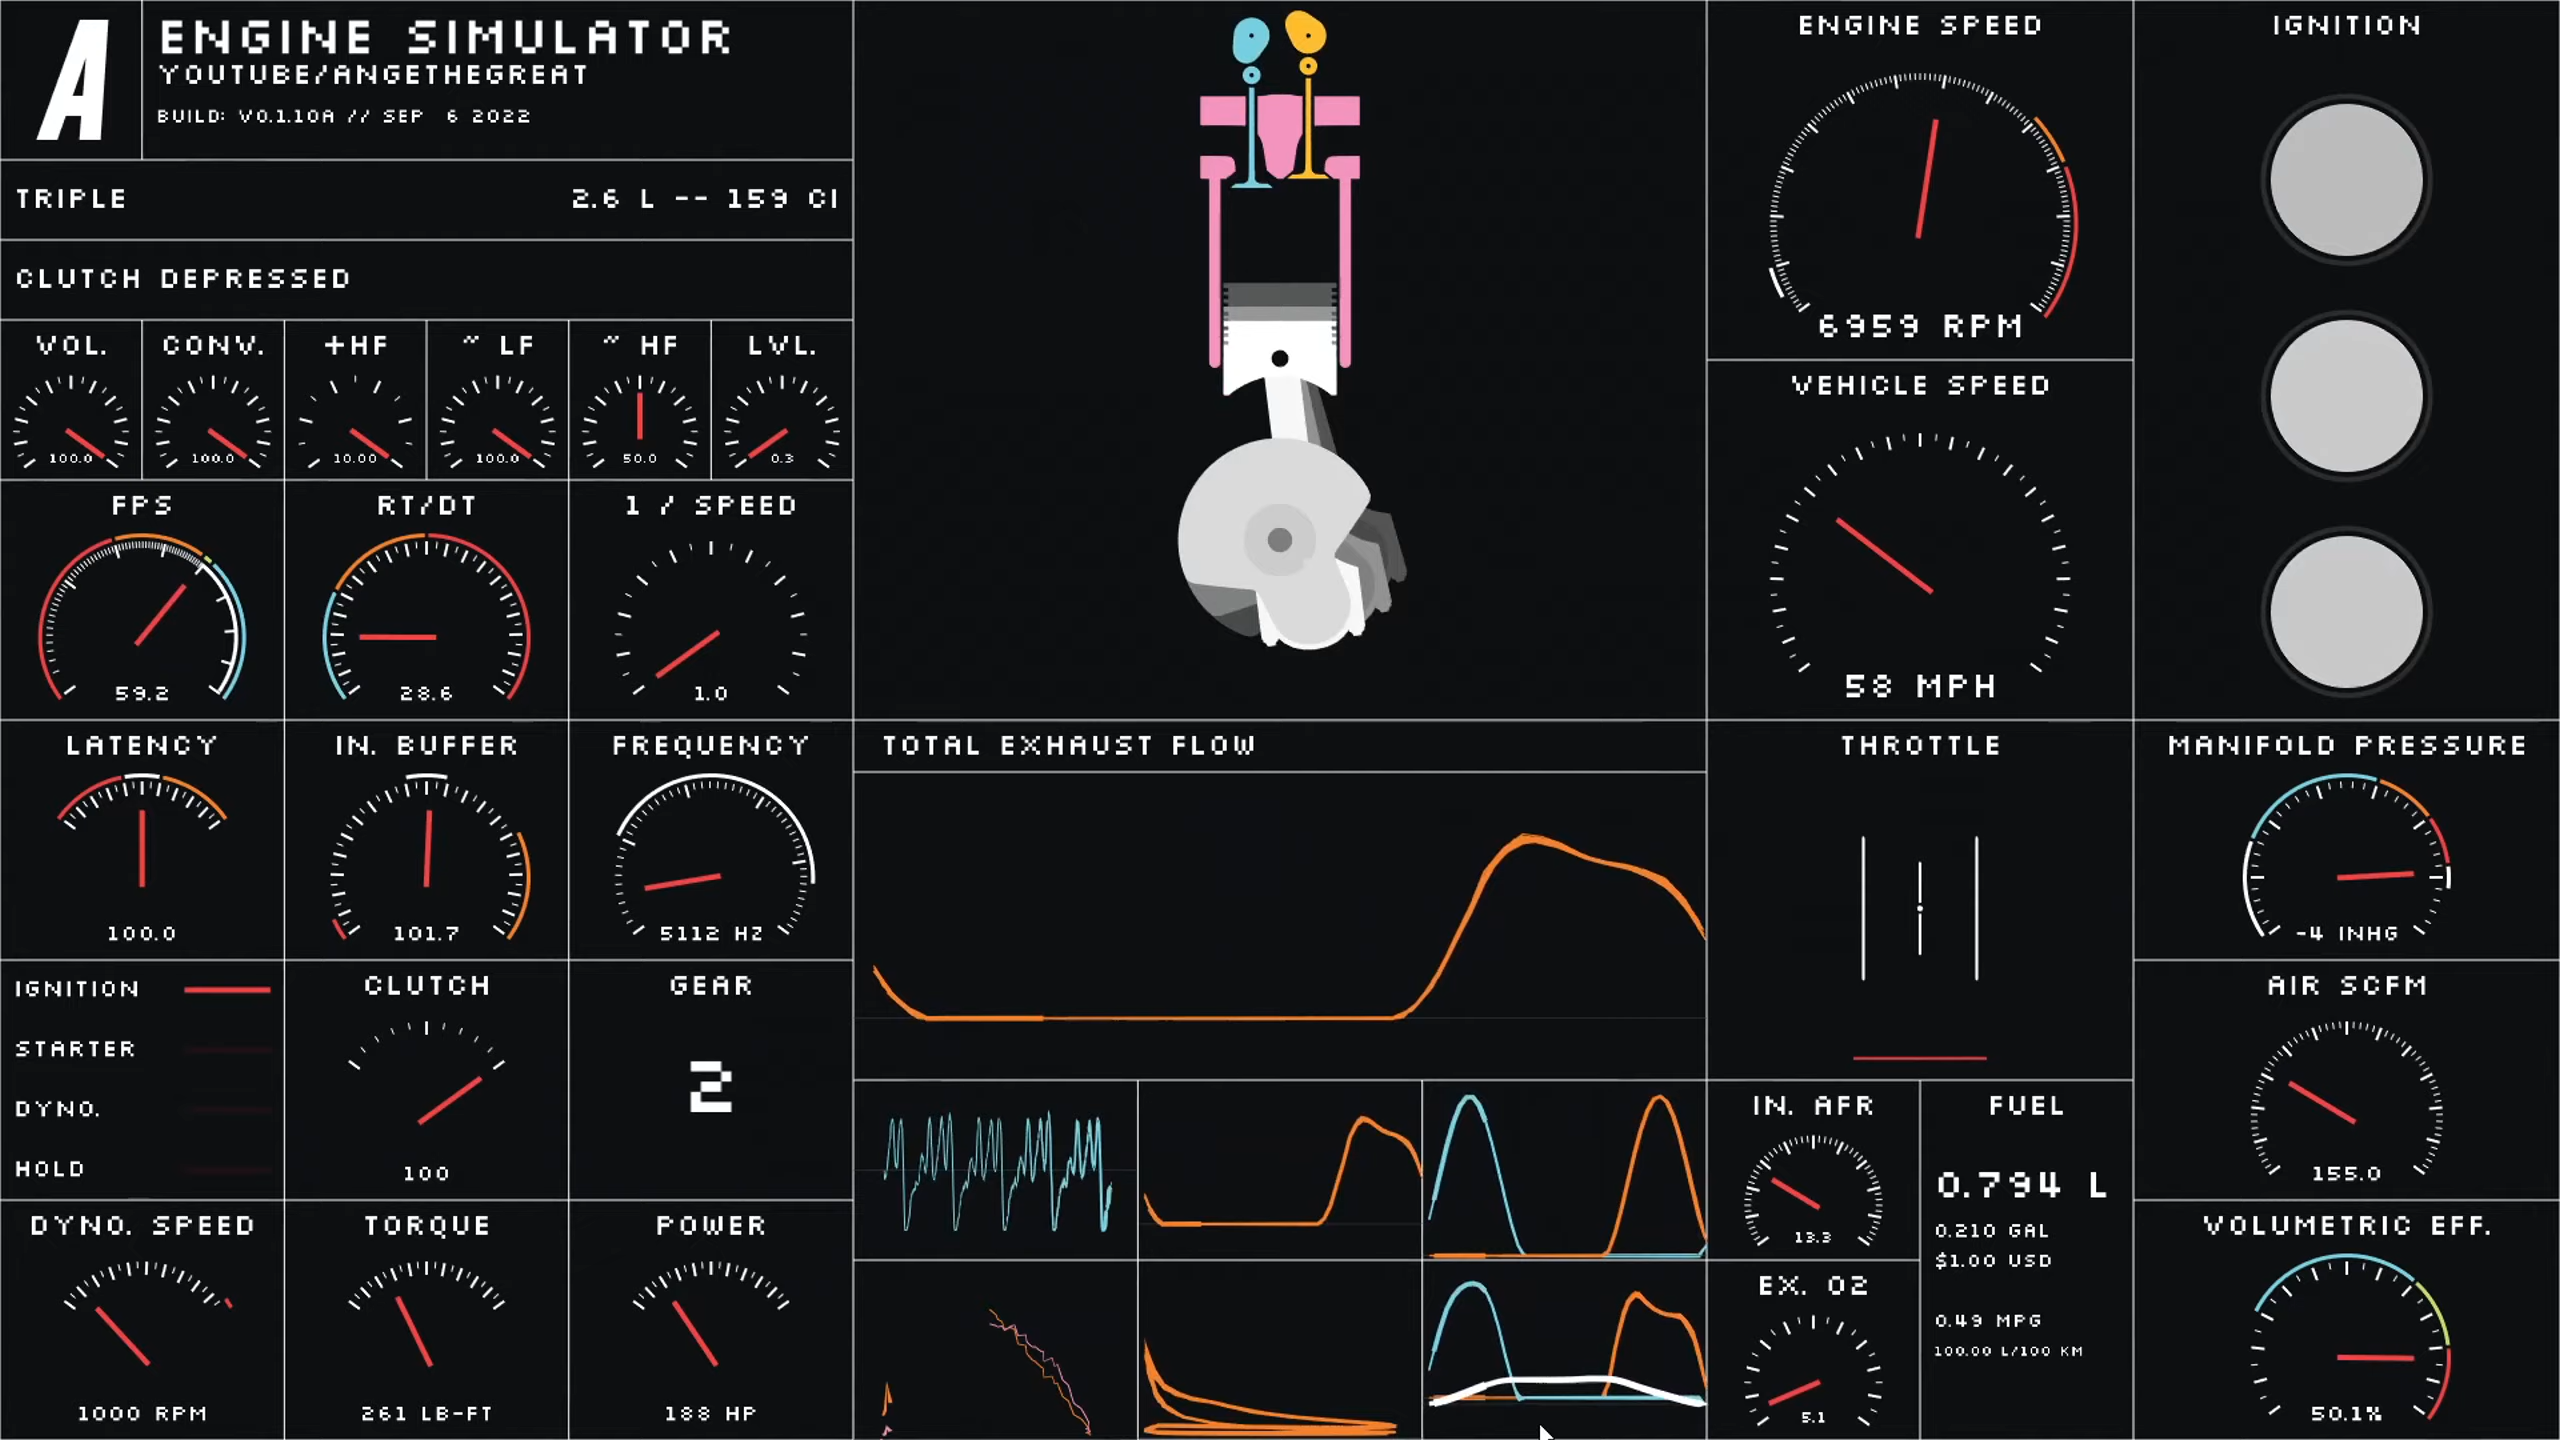 A
ENGINE SIMULATOR
YOUTUBE/ANGETHEGREAT
BUILD: V0.1.10A // SEP  6 2022
TRIPLE
2.6 L -- 159 CI
CLUTCH DEPRESSED
VOL.
100.0
CONV.
100.0
+HF
10.00
~ LF
100.0
~ HF
50.0
LVL.
0.3
FPS
59.2
RT/DT
28.6
1 / SPEED
1.0
LATENCY
100.0
IN. BUFFER
101.7
FREQUENCY
5112 HZ
IGNITION
STARTER
DYNO.
HOLD
CLUTCH
100
GEAR
2
DYNO. SPEED
1000 RPM
TORQUE
261 LB-FT
POWER
188 HP
TOTAL EXHAUST FLOW
ENGINE SPEED
6959 RPM
VEHICLE SPEED
58 MPH
THROTTLE
IN. AFR
13.3
EX. O2
5.1
FUEL
0.794 L
0.210 GAL
$1.00 USD
0.49 MPG
100.00 L/100 KM
IGNITION
MANIFOLD PRESSURE
-4 INHG
AIR SCFM
155.0
VOLUMETRIC EFF.
50.1%